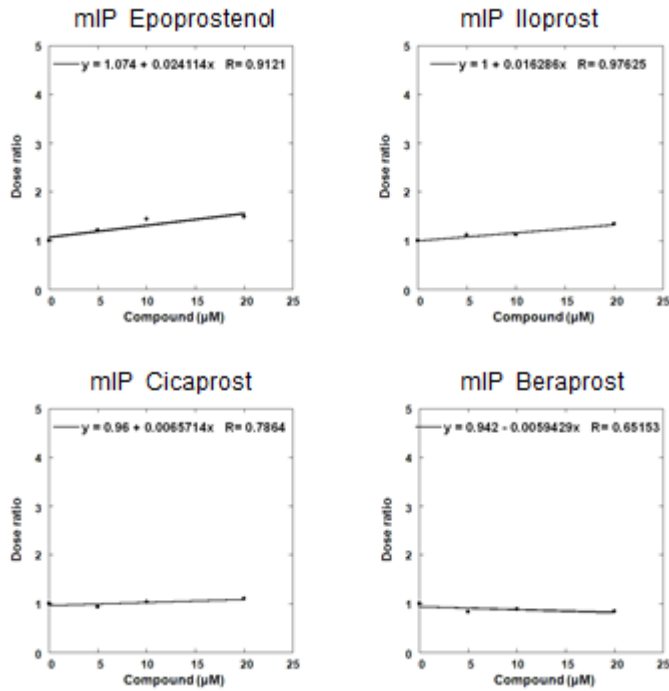 mIP Epoprostenol
5
4
3
2
1
0
Dose ratio
y = 1.074 + 0.024114x R= 0.9121
0 5 10 15 20 25
Compound (µM)
mIP Iloprost
5
4
3
2
1
0
Dose ratio
y = 1 + 0.016286x R= 0.97625
0 5 10 15 20 25
Compound (µM)
mIP Cicaprost
5
4
3
2
1
0
Dose ratio
y = 0.96 + 0.0065714x R= 0.7864
0 5 10 15 20 25
Compound (µM)
mIP Beraprost
5
4
3
2
1
0
Dose ratio
y = 0.942 - 0.0059429x R= 0.65153
0 5 10 15 20 25
Compound (µM)